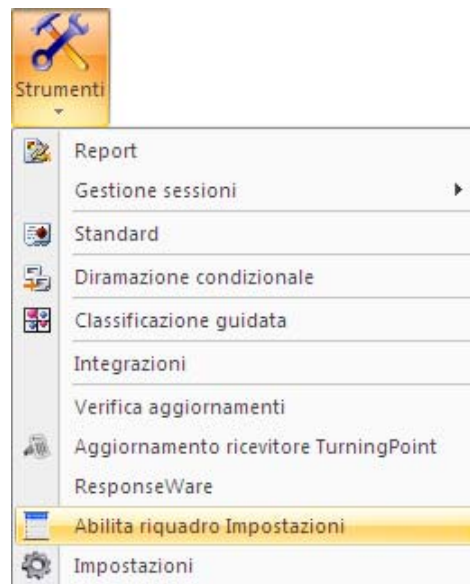 Strumenti
Report
Gestione sessioni
Standard
Diramazione condizionale
Classificazione guidata
Integrazioni
Verifica aggiornamenti
Aggiornamento ricevitore TurningPoint
ResponseWare
Abilita riquadro Impostazioni
Impostazioni